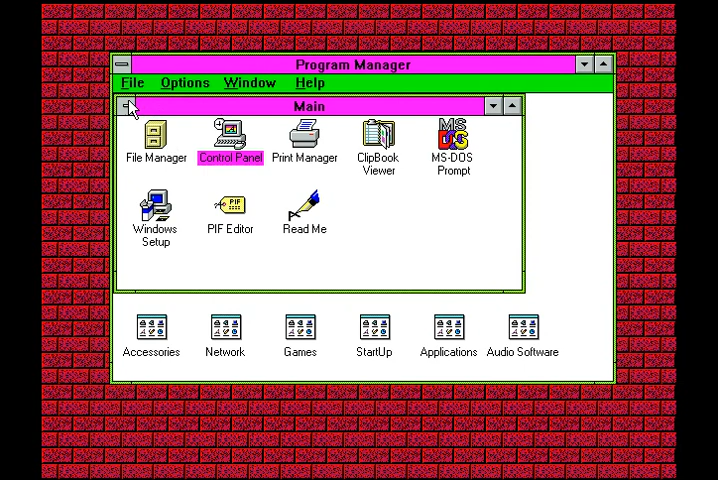 Program Manager
File Options Window Help
Main
File Manager Control Panel Print Manager ClipBook Viewer MS-DOS Prompt
Windows Setup PIF Editor Read Me
Accessories Network Games StartUp Applications Audio Software